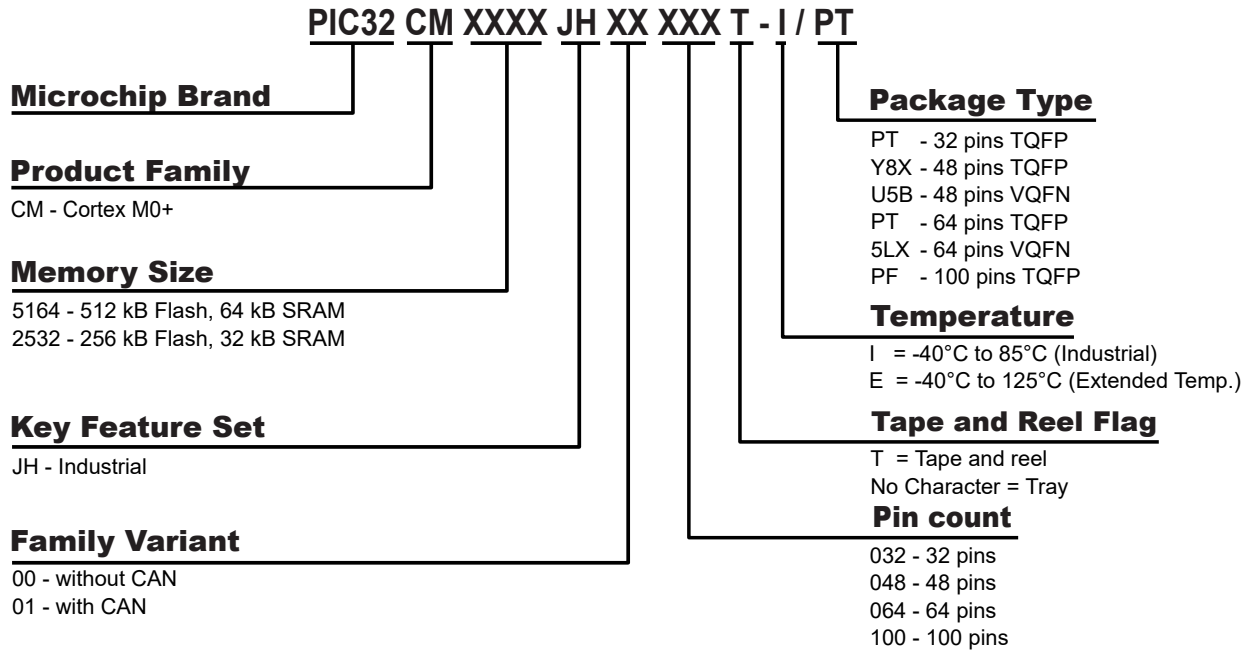 PIC32 CM XXXX JH XX XXX T - I / PT
Microchip Brand
Product Family
CM - Cortex M0+
Memory Size
5164 - 512 kB Flash, 64 kB SRAM
2532 - 256 kB Flash, 32 kB SRAM
Key Feature Set
JH - Industrial
Family Variant
00 - without CAN
01 - with CAN
Package Type
PT - 32 pins TQFP
Y8X - 48 pins TQFP
U5B - 48 pins VQFN
PT - 64 pins TQFP
5LX - 64 pins VQFN
PF - 100 pins TQFP
Temperature
I = -40°C to 85°C (Industrial)
E = -40°C to 125°C (Extended Temp.)
Tape and Reel Flag
T = Tape and reel
No Character = Tray
Pin count
032 - 32 pins
048 - 48 pins
064 - 64 pins
100 - 100 pins